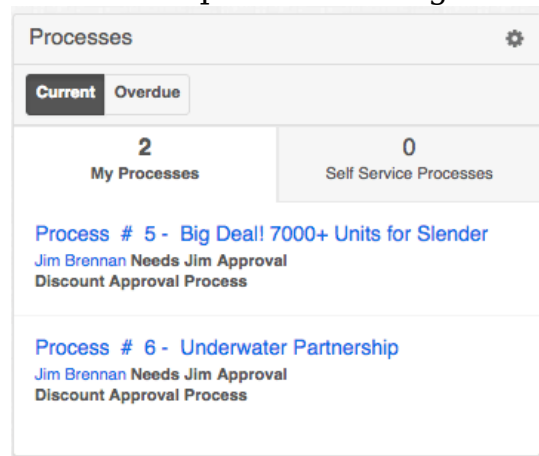 Processes
Current Overdue
2 0
My Processes Self Service Processes
Process # 5 - Big Deal! 7000+ Units for Slender
Jim Brennan Needs Jim Approval
Discount Approval Process
Process # 6 - Underwater Partnership
Jim Brennan Needs Jim Approval
Discount Approval Process